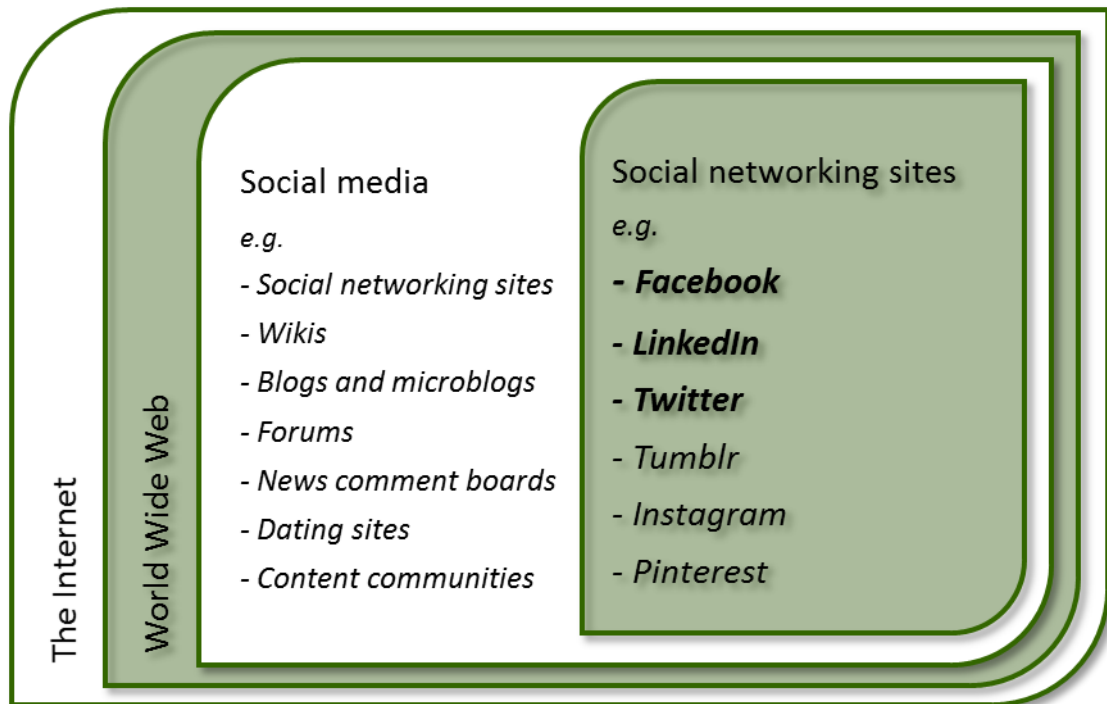 The Internet
World Wide Web
Social media
e.g.
- Social networking sites
- Wikis
- Blogs and microblogs
- Forums
- News comment boards
- Dating sites
- Content communities
Social networking sites
e.g.
- Facebook
- LinkedIn
- Twitter
- Tumblr
- Instagram
- Pinterest